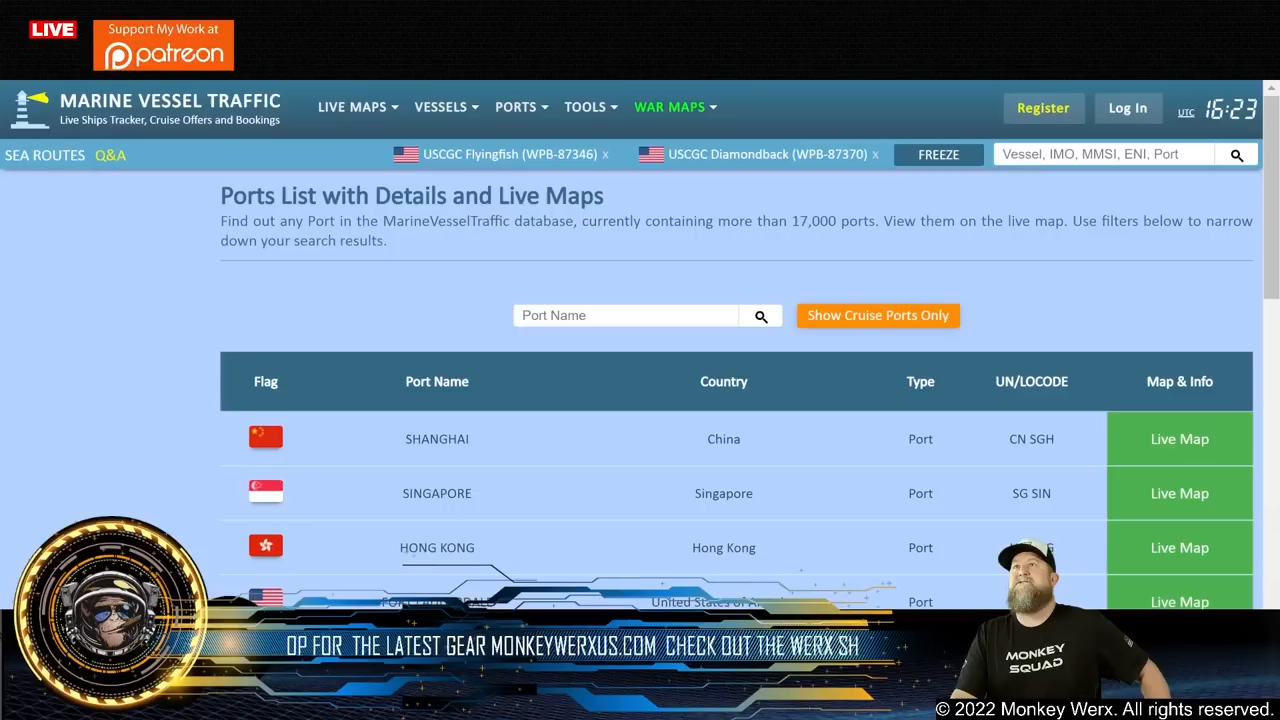 LIVE
Support My Work at
patreon
MARINE VESSEL TRAFFIC
Live Ships Tracker, Cruise Offers and Bookings
LIVE MAPS VESSELS PORTS TOOLS WAR MAPS
Register Log In UTC 16:23
SEA ROUTES Q&A
USCGC Flyingfish (WPB-87346) x USCGC Diamondback (WPB-87370) x FREEZE Vessel, IMO, MMSI, ENI, Port
Ports List with Details and Live Maps
Find out any Port in the MarineVesselTraffic database, currently containing more than 17,000 ports. View them on the live map. Use filters below to narrow
down your search results.
Port Name Show Cruise Ports Only
Flag Port Name Country Type UN/LOCODE Map & Info
SHANGHAI China Port CN SGH Live Map
SINGAPORE Singapore Port SG SIN Live Map
HONG KONG Hong Kong Port Live Map
United States of Port Live Map
OP FOR THE LATEST GEAR MONKEYWERXUS.COM CHECK OUT THE WERX SH
MONKEY
SQUAD
© 2022 Monkey Werx. All rights reserved.